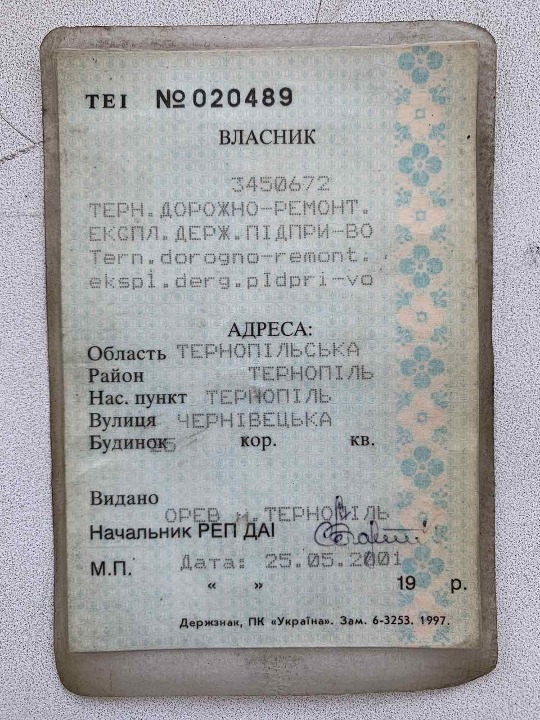 ТЕІ № 020489
ВЛАСНИК
3450672
ТЕРН.ДОРОЖНО-РЕМОНТ.
ЕКСПЛ.ДЕРЖ.ПІДПРИ-ВО
Tern.dorogno-remont.
ekspl.derg.pIdpri-vo
АДРЕСА:
Область ТЕРНОПІЛЬСЬКА
Район ТЕРНОПІЛЬ
Нас. пункт ТЕРНОПІЛЬ
Вулиця ЧЕРНІВЕЦЬКА
Будинок кор. кв.
Видано
ОРЕВ м.ТЕРНОПІЛЬ
Начальник РЕП ДАІ
М.П. Дата: 25.05.2001
« » 19 р.
Держзнак, ПК «Україна». Зам. 6-3253. 1997.